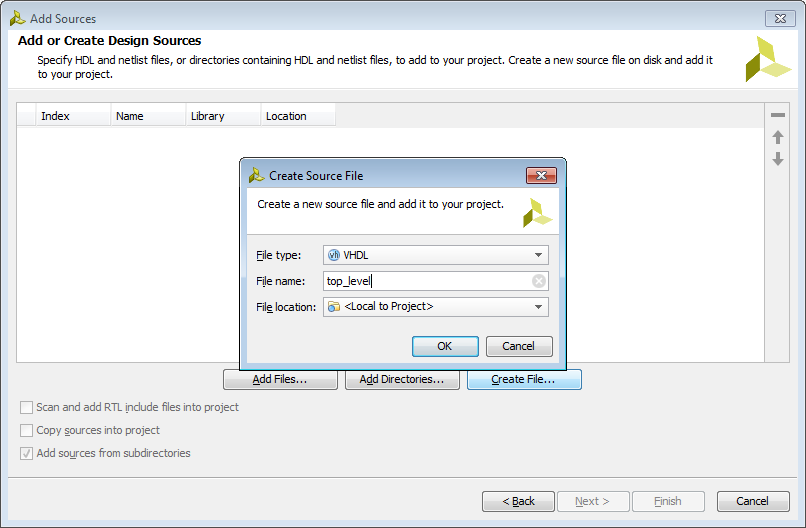 Add Sources
Add or Create Design Sources
Specify HDL and netlist files, or directories containing HDL and netlist files, to add to your project. Create a new source file on disk and add it
to your project.
Index Name Library Location
Create Source File
Create a new source file and add it to your project.
File type: vh VHDL
File name: top_level
File location: <Local to Project>
OK Cancel
Add Files... Add Directories... Create File...
Scan and add RTL include files into project
Copy sources into project
Add sources from subdirectories
< Back Next > Finish Cancel